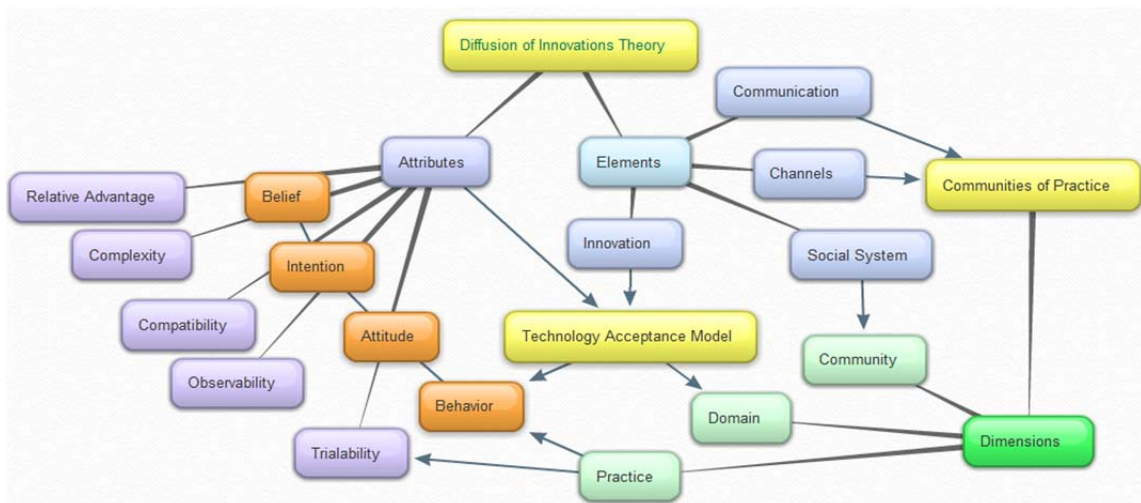 Diffusion of Innovations Theory
Communication
Attributes
Elements
Channels
Communities of Practice
Relative Advantage
Belief
Complexity
Innovation
Social System
Intention
Compatibility
Attitude
Technology Acceptance Model
Community
Observability
Behavior
Domain
Trialability
Dimensions
Practice